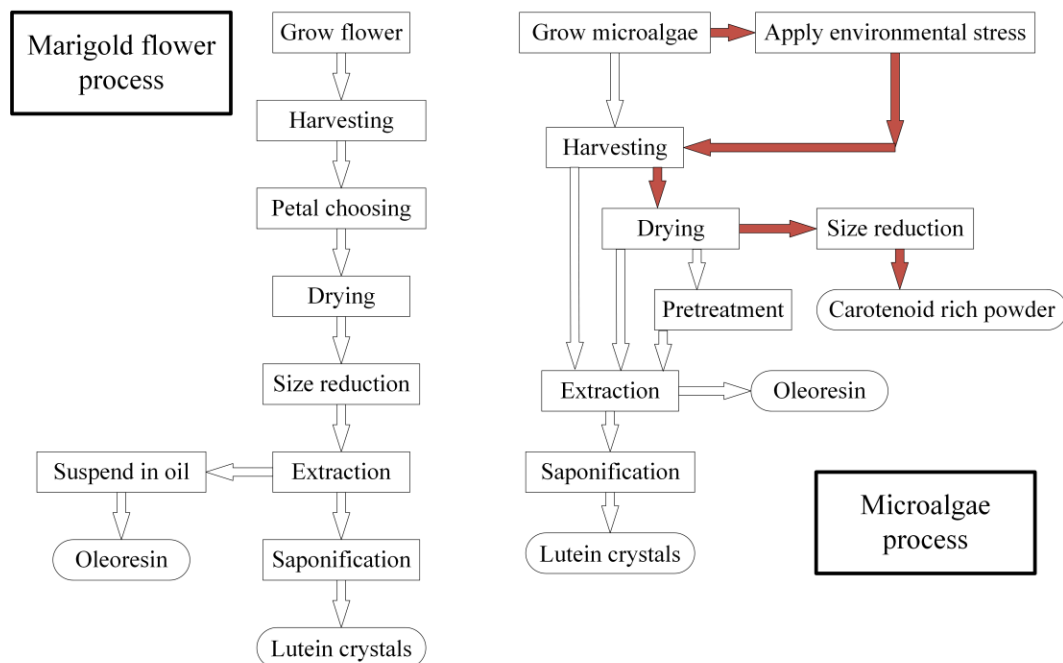 Marigold flower
process
Grow flower
Harvesting
Petal choosing
Drying
Size reduction
Suspend in oil
Extraction
Oleoresin
Saponification
Lutein crystals
Grow microalgae
Apply environmental stress
Harvesting
Drying
Size reduction
Pretreatment
Carotenoid rich powder
Extraction
Oleoresin
Saponification
Lutein crystals
Microalgae
process